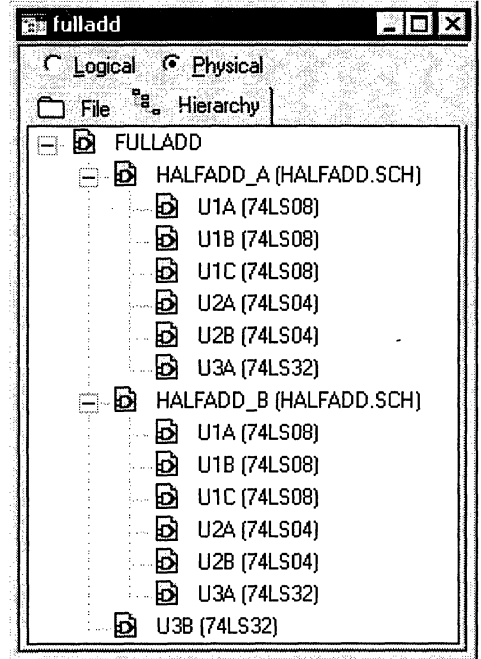 fulladd
Logical Physical
File Hierarchy
FULLADD
HALFADD_A (HALFADD.SCH)
U1A (74LS08)
U1B (74LS08)
U1C (74LS08)
U2A (74LS04)
U2B (74LS04)
U3A (74LS32)
HALFADD_B (HALFADD.SCH)
U1A (74LS08)
U1B (74LS08)
U1C (74LS08)
U2A (74LS04)
U2B (74LS04)
U3A (74LS32)
U3B (74LS32)